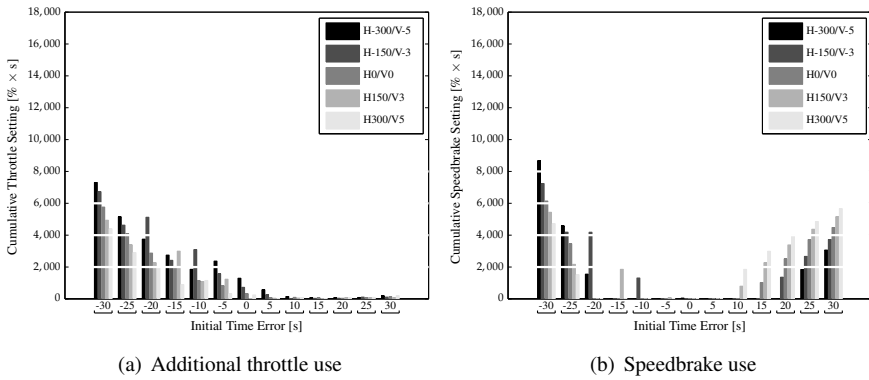 18,000
16,000
14,000
12,000
10,000
8,000
6,000
4,000
2,000
0
Cumulative Throttle Setting [% × s]
H-300/V-5
H-150/V-3
H0/V0
H150/V3
H300/V5
-30 -25 -20 -15 -10 -5 0 5 10 15 20 25 30
Initial Time Error [s]
(a) Additional throttle use
18,000
16,000
14,000
12,000
10,000
8,000
6,000
4,000
2,000
0
Cumulative Speedbrake Setting [% × s]
H-300/V-5
H-150/V-3
H0/V0
H150/V3
H300/V5
-30 -25 -20 -15 -10 -5 0 5 10 15 20 25 30
Initial Time Error [s]
(b) Speedbrake use